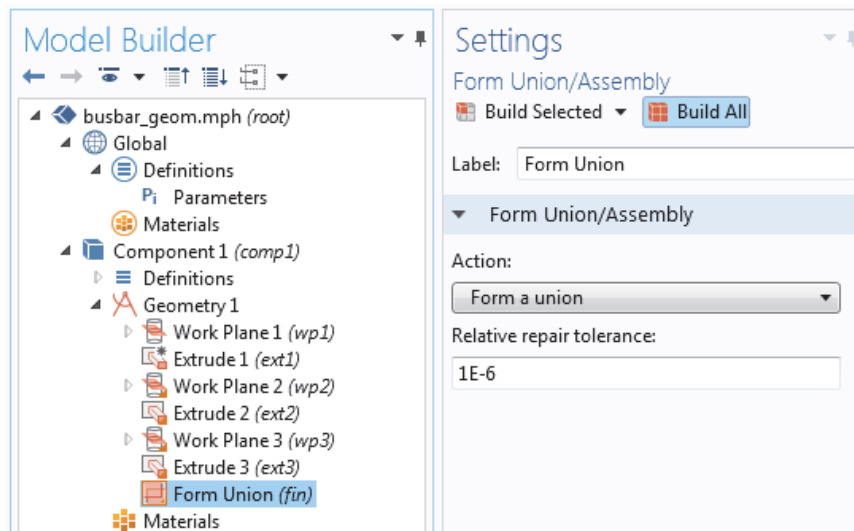 Model Builder
busbar_geom.mph (root)
Global
Definitions
Pi Parameters
Materials
Component 1 (comp1)
Definitions
Geometry 1
Work Plane 1 (wp1)
Extrude 1 (ext1)
Work Plane 2 (wp2)
Extrude 2 (ext2)
Work Plane 3 (wp3)
Extrude 3 (ext3)
Form Union (fin)
Materials
Settings
Form Union/Assembly
Build Selected Build All
Label: Form Union
Form Union/Assembly
Action:
Form a union
Relative repair tolerance:
1E-6